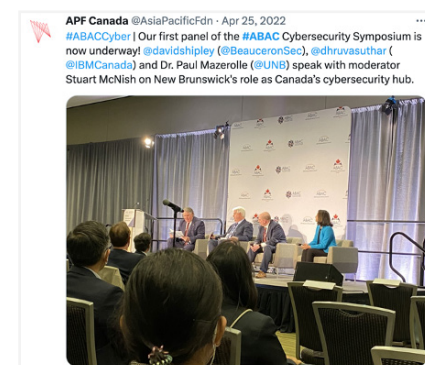 APF Canada @AsiaPacificFdn · Apr 25, 2022 ...
#ABACCyber | Our first panel of the #ABAC Cybersecurity Symposium is
now underway! @davidshipley (@BeauceronSec), @dhruvasuthar (
@IBMCanada) and Dr. Paul Mazerolle (@UNB) speak with moderator
Stuart McNish on New Brunswick's role as Canada's cybersecurity hub.